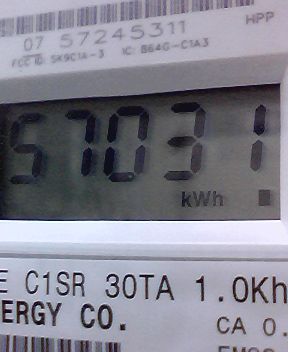 HPP
07 57245311
FCC ID: SK9C1A-3 IC: 864G-C1A3
57031
kWh
E C1SR 30TA 1.0Kh
ERGY CO.
CA 0.